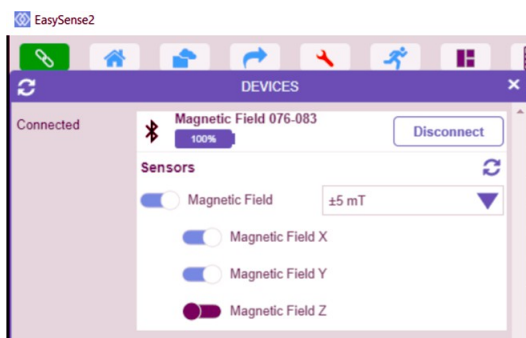 EasySense2
DEVICES
Connected
Magnetic Field 076-083
100%
Disconnect
Sensors
Magnetic Field
±5 mT
Magnetic Field X
Magnetic Field Y
Magnetic Field Z